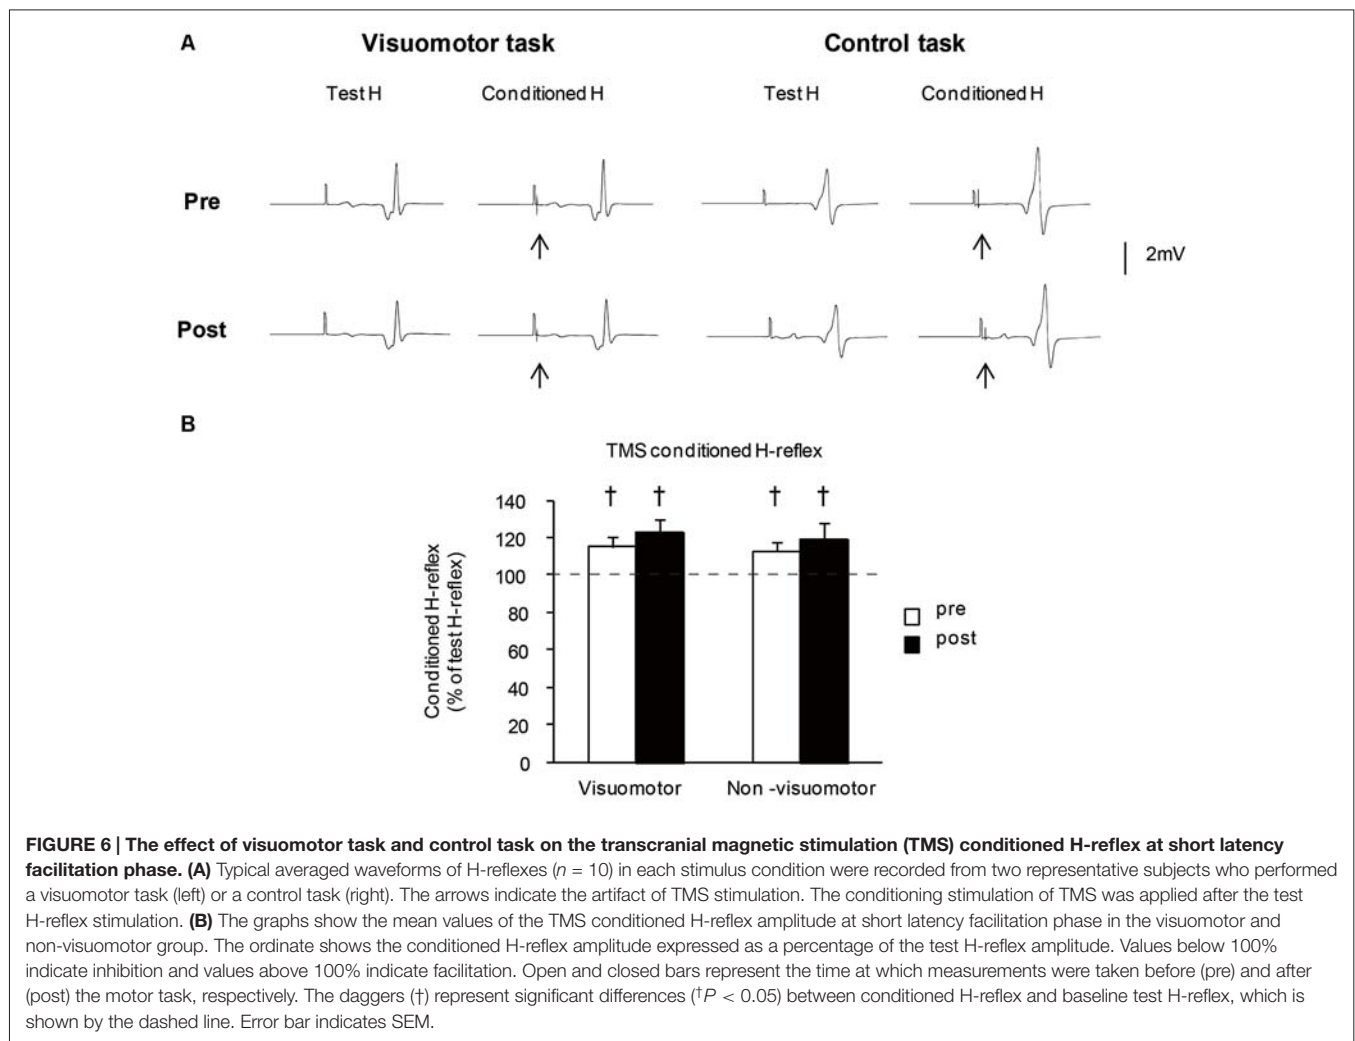 A
Visuomotor task Control task
Test H Conditioned H Test H Conditioned H
Pre
2mV
Post
B
TMS conditioned H-reflex
† † † †
140
120
100
80
60
40
20
0
Conditioned H-reflex
(% of test H-reflex)
pre
post
Visuomotor Non -visuomotor
FIGURE 6 | The effect of visuomotor task and control task on the transcranial magnetic stimulation (TMS) conditioned H-reflex at short latency
facilitation phase. (A) Typical averaged waveforms of H-reflexes (n = 10) in each stimulus condition were recorded from two representative subjects who performed
a visuomotor task (left) or a control task (right). The arrows indicate the artifact of TMS stimulation. The conditioning stimulation of TMS was applied after the test
H-reflex stimulation. (B) The graphs show the mean values of the TMS conditioned H-reflex amplitude at short latency facilitation phase in the visuomotor and
non-visuomotor group. The ordinate shows the conditioned H-reflex amplitude expressed as a percentage of the test H-reflex amplitude. Values below 100%
indicate inhibition and values above 100% indicate facilitation. Open and closed bars represent the time at which measurements were taken before (pre) and after
(post) the motor task, respectively. The daggers (†) represent significant differences (†P < 0.05) between conditioned H-reflex and baseline test H-reflex, which is
shown by the dashed line. Error bar indicates SEM.